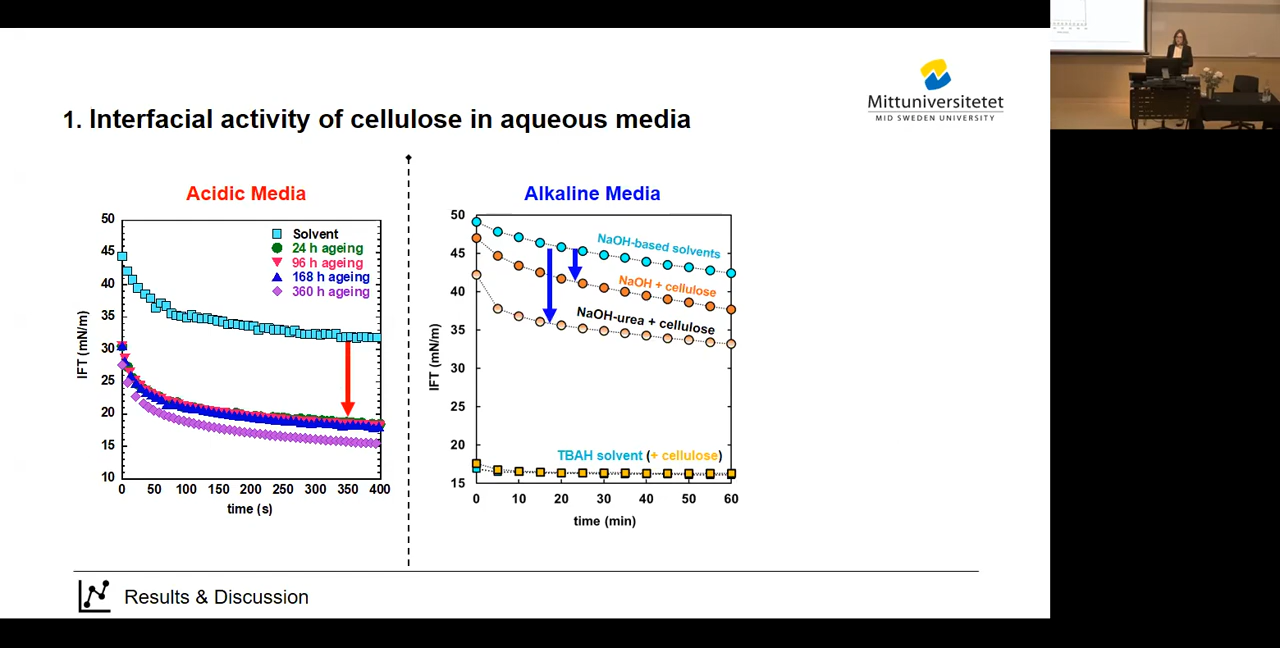 Mittuniversitetet
MID SWEDEN UNIVERSITY
1. Interfacial activity of cellulose in aqueous media
Acidic Media
50
45
40
35
30
25
20
15
10
IFT (mN/m)
Solvent
24 h ageing
96 h ageing
168 h ageing
360 h ageing
0 50 100 150 200 250 300 350 400
time (s)
Alkaline Media
50
45
40
35
30
25
20
15
IFT (mN/m)
NaOH-based solvents
NaOH + cellulose
NaOH-urea + cellulose
TBAH solvent (+ cellulose)
0 10 20 30 40 50 60
time (min)
Results & Discussion